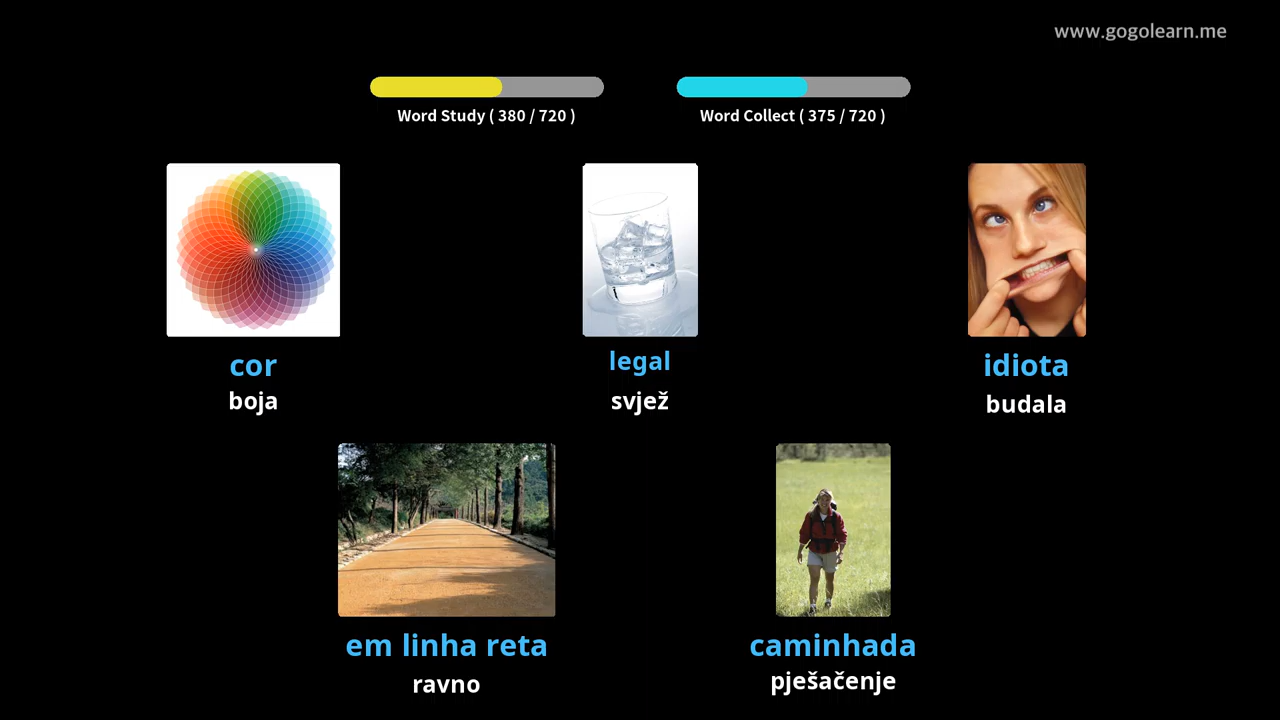 www.gogolearn.me
Word Study ( 380 / 720 )
Word Collect ( 375 / 720 )
cor
boja
legal
svjež
idiota
budala
em linha reta
ravno
caminhada
pješačenje